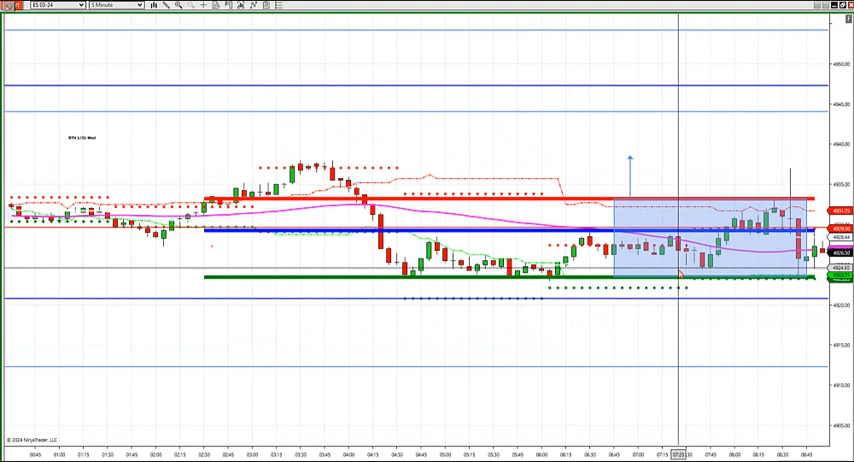 ES 03-24
5 Minute
F
4950.00
4945.00
RTH 1/31 Wed
4940.00
4935.00
4931.75
4929.50
4928.44
4926.50
4924.50
4920.00
4915.00
4910.00
4905.00
© 2024 NinjaTrader, LLC
00:45 01:00 01:15 01:30 01:45 02:00 02:15 02:30 02:45 03:00 03:15 03:30 03:45 04:00 04:15 04:30 04:45 05:00 05:15 05:30 05:45 06:00 06:15 06:30 06:45 07:00 07:15 07:25 07:45 08:00 08:15 08:30 08:45